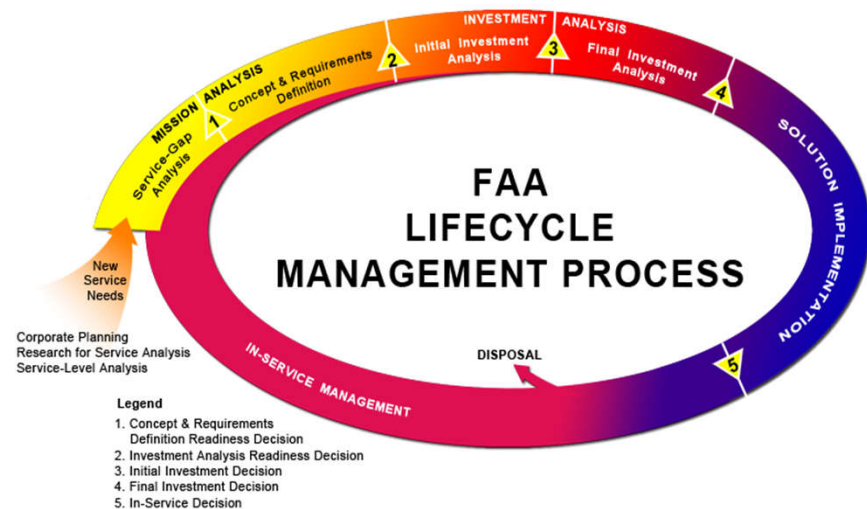 MISSION ANALYSIS
Service-Gap
Analysis
1
Concept & Requirements
Definition
2
INVESTMENT ANALYSIS
Initial Investment
Analysis
3
Final Investment
Analysis
4
SOLUTION IMPLEMENTATION
5
IN-SERVICE MANAGEMENT
DISPOSAL
FAA
LIFECYCLE
MANAGEMENT PROCESS
New
Service
Needs
Corporate Planning
Research for Service Analysis
Service-Level Analysis
Legend
1. Concept & Requirements
Definition Readiness Decision
2. Investment Analysis Readiness Decision
3. Initial Investment Decision
4. Final Investment Decision
5. In-Service Decision